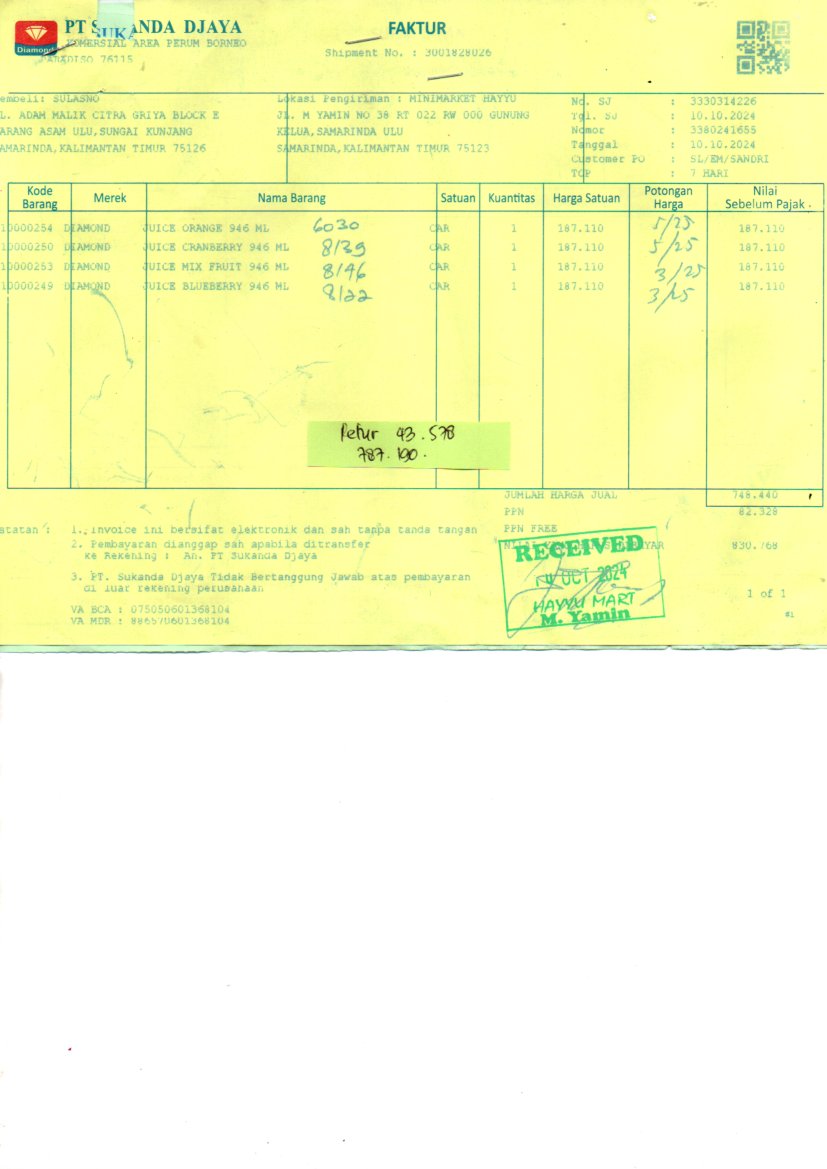 PT SUKANDA DJAYA
Diamond
KOMERSIAL AREA PERUM BORNEO
PARADISO 76115
FAKTUR
Shipment No. : 3001828026
embeli: SULASNO
L. ADAM MALIK CITRA GRIYA BLOCK E
ARANG ASAM ULU,SUNGAI KUNJANG
AMARINDA,KALIMANTAN TIMUR 75126
Lokasi Pengiriman : MINIMARKET HAYYU
JL. M YAMIN NO 38 RT 022 RW 000 GUNUNG
KELUA,SAMARINDA ULU
SAMARINDA,KALIMANTAN TIMUR 75123
No. SJ : 3330314226
Tgl. SJ : 10.10.2024
Nomor : 3380241655
Tanggal : 10.10.2024
Customer PO : SL/EM/SANDRI
TOP : 7 HARI
Kode Barang Merek Nama Barang Satuan Kuantitas Harga Satuan Potongan Harga Nilai Sebelum Pajak
10000254 DIAMOND JUICE ORANGE 946 ML 6030 CAR 1 187.110 5/25 187.110
10000250 DIAMOND JUICE CRANBERRY 946 ML 8/39 CAR 1 187.110 5/25 187.110
10000253 DIAMOND JUICE MIX FRUIT 946 ML 8/46 CAR 1 187.110 3/25 187.110
10000249 DIAMOND JUICE BLUEBERRY 946 ML 8/22 CAR 1 187.110 3/25 187.110
Retur 43.578
787.190.
JUMLAH HARGA JUAL 748.440
PPN 82.328
PPN FREE
830.768
atatan : 1. Invoice ini bersifat elektronik dan sah tanpa tanda tangan
2. Pembayaran dianggap sah apabila ditransfer
ke Rekening : An. PT Sukanda Djaya
3. PT. Sukanda Djaya Tidak Bertanggung Jawab atas pembayaran
di luar rekening perusahaan
VA BCA : 075050601368104
VA MDR : 886570601368104
RECEIVED
OCT 2024
HAYYU MART
M. Yamin
1 of 1
#1